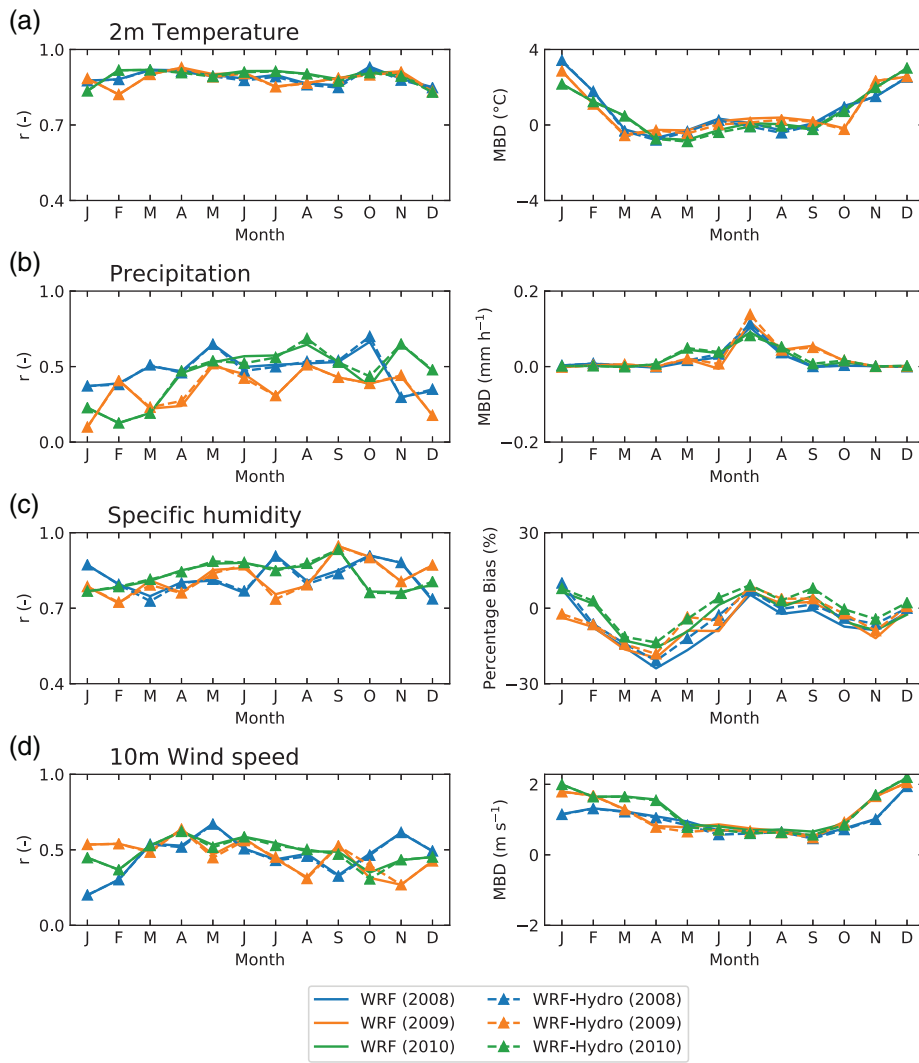 (a)
2m Temperature
1.0
0.7
0.4
r (-)
J F M A M J J A S O N D
Month
4
0
−4
MBD (°C)
J F M A M J J A S O N D
Month
(b)
Precipitation
1.0
0.5
0.0
r (-)
J F M A M J J A S O N D
Month
0.2
0.0
−0.2
MBD (mm h⁻¹)
J F M A M J J A S O N D
Month
(c)
Specific humidity
1.0
0.7
0.4
r (-)
J F M A M J J A S O N D
Month
30
0
−30
Percentage Bias (%)
J F M A M J J A S O N D
Month
(d)
10m Wind speed
1.0
0.5
0.0
r (-)
J F M A M J J A S O N D
Month
2
0
−2
MBD (m s⁻¹)
J F M A M J J A S O N D
Month
WRF (2008) WRF-Hydro (2008)
WRF (2009) WRF-Hydro (2009)
WRF (2010) WRF-Hydro (2010)